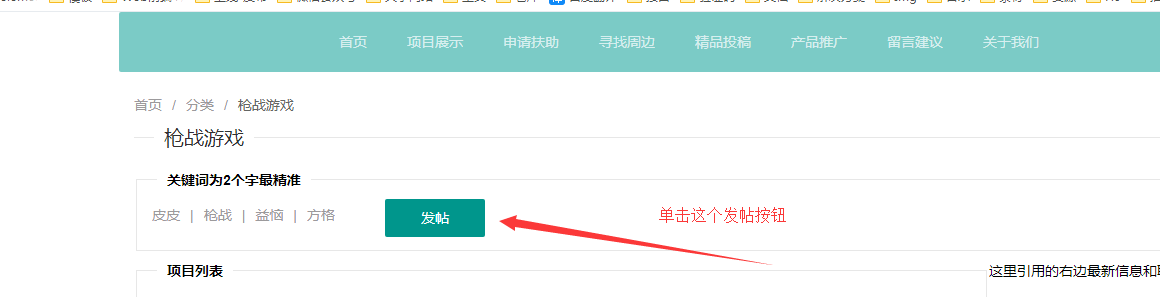 首页 项目展示 申请扶助 寻找周边 精品投稿 产品推广 留言建议 关于我们
首页 / 分类 / 枪战游戏
枪战游戏
关键词为2个字最精准
皮皮 | 枪战 | 益恼 | 方格
发帖
单击这个发帖按钮
项目列表
这里引用的右边最新信息和